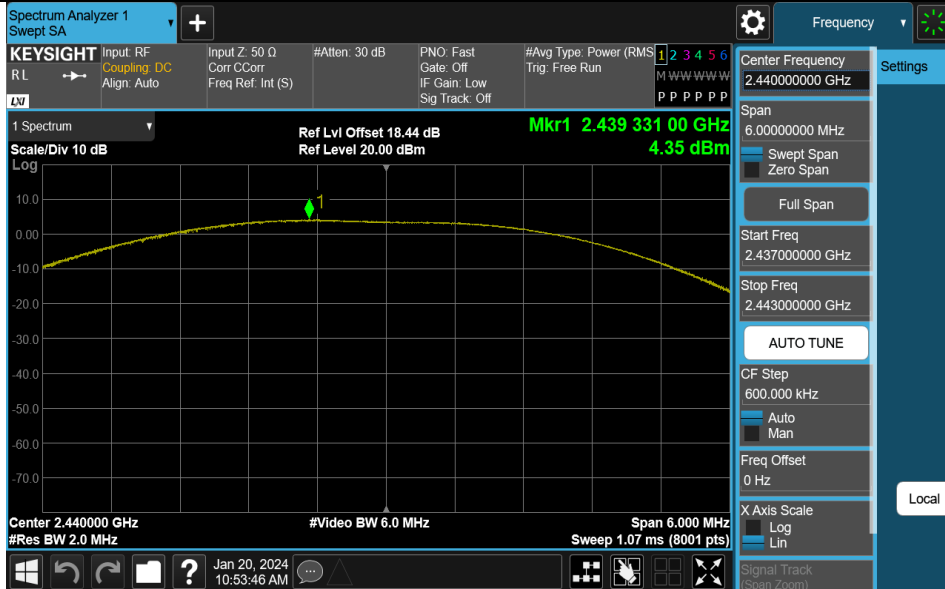 Spectrum Analyzer 1
Swept SA
+
Frequency
KEYSIGHT
RL
LXI
Input: RF
Coupling: DC
Align: Auto
Input Z: 50 Ω
Corr CCorr
Freq Ref: Int (S)
#Atten: 30 dB
PNO: Fast
Gate: Off
IF Gain: Low
Sig Track: Off
#Avg Type: Power (RMS
Trig: Free Run
1 2 3 4 5 6
M W W W W W
P P P P P P
1 Spectrum
Scale/Div 10 dB
Log
Ref Lvl Offset 18.44 dB
Ref Level 20.00 dBm
Mkr1 2.439 331 00 GHz
4.35 dBm
1
10.0
0.00
-10.0
-20.0
-30.0
-40.0
-50.0
-60.0
-70.0
Center 2.440000 GHz
#Res BW 2.0 MHz
#Video BW 6.0 MHz
Span 6.000 MHz
Sweep 1.07 ms (8001 pts)
?
Jan 20, 2024
10:53:46 AM
Center Frequency
2.440000000 GHz
Span
6.00000000 MHz
Swept Span
Zero Span
Full Span
Start Freq
2.437000000 GHz
Stop Freq
2.443000000 GHz
AUTO TUNE
CF Step
600.000 kHz
Auto
Man
Freq Offset
0 Hz
X Axis Scale
Log
Lin
Signal Track
(Span Zoom)
Settings
Local